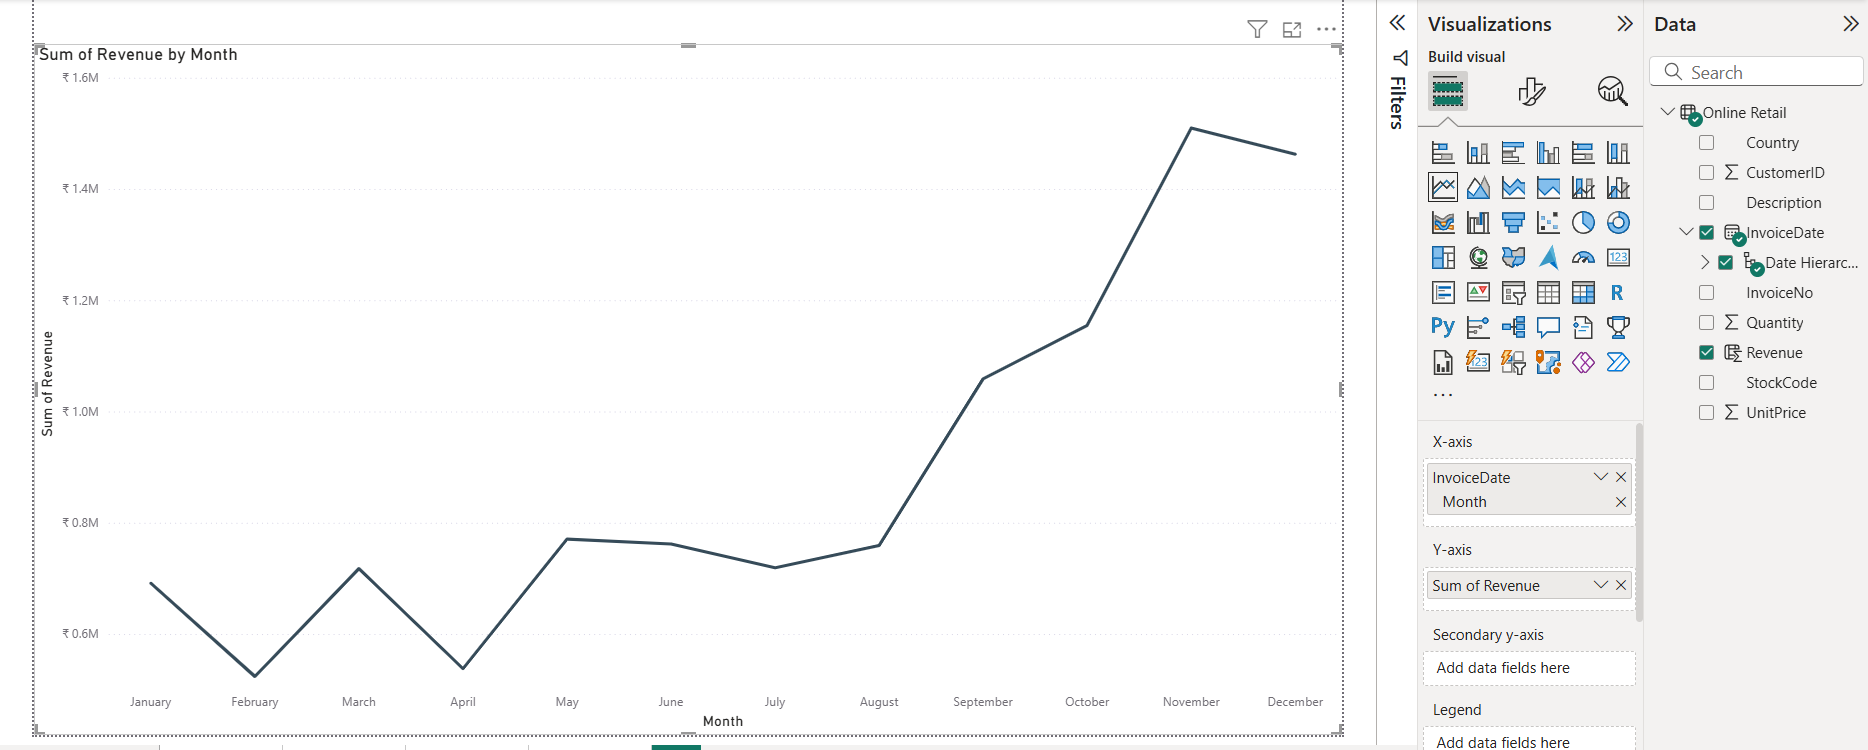 Sum of Revenue by Month
₹1.6M
₹1.4M
₹1.2M
₹1.0M
₹0.8M
₹0.6M
Sum of Revenue
January February March April May June July August September October November December
Month
Filters
Visualizations
Build visual
123
R
Py
123
X-axis
InvoiceDate
Month
Y-axis
Sum of Revenue
Secondary y-axis
Add data fields here
Legend
Add data fields here
Data
Search
Online Retail
Country
∑ CustomerID
Description
InvoiceDate
Date Hierarc...
InvoiceNo
∑ Quantity
Revenue
StockCode
∑ UnitPrice